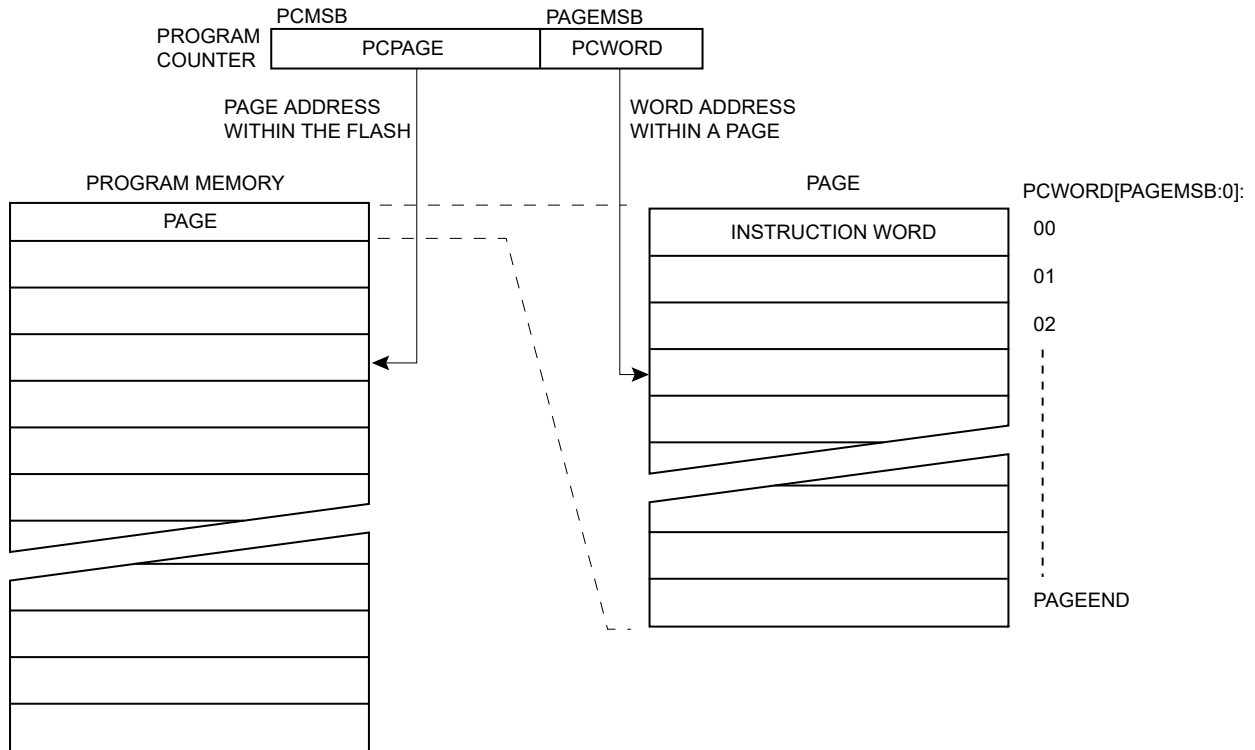 PCMSB
PAGEMSB
PROGRAM
COUNTER
PCPAGE
PCWORD
PAGE ADDRESS
WITHIN THE FLASH
WORD ADDRESS
WITHIN A PAGE
PROGRAM MEMORY
PAGE
PAGE
PCWORD[PAGEMSB:0]:
INSTRUCTION WORD
00
01
02
PAGEEND